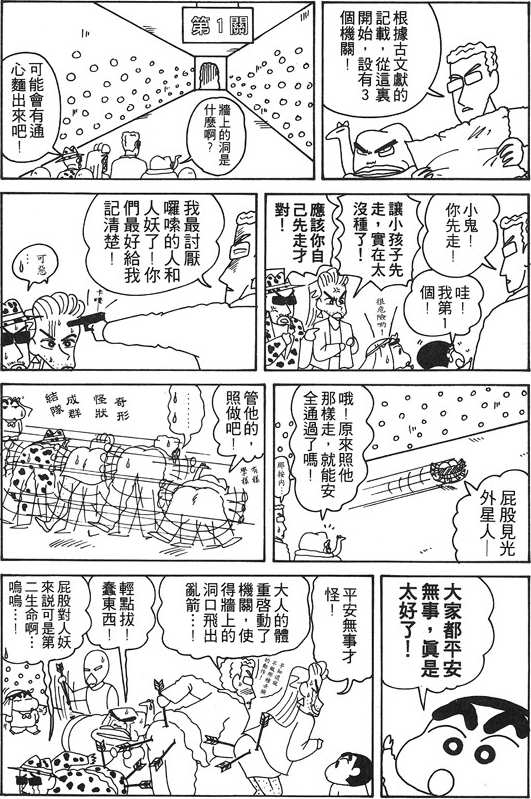 根據古文獻的
記載，從這裏
開始，設有3
個機關！
第1關
牆上的洞是
什麼啊？
可能會有通
心麵出來吧！
小鬼！
你先走！
哇！
我第1
個！
讓小孩子先
走，實在太
沒種了！
應該你自
己先走才
對！
很危險喲！
我最討厭
囉嗦的人和
人妖了！你
們最好給我
記清楚！
…可惡
屁股見光
外星人—
哦！原來照他
那樣走，就能安
全通過了嗎！
管他的，
照做吧！
………
有樣
學樣
奇形
怪狀
成群
結隊
大家都平安
無事，真是
太好了！
平安無事才
怪！
大人的體
重啓動了
機關，使
得牆上的
洞口飛出
亂箭…！
輕點拔！
蠢東西！
屁股對人妖
來說可是第
二生命啊…
嗚嗚…！